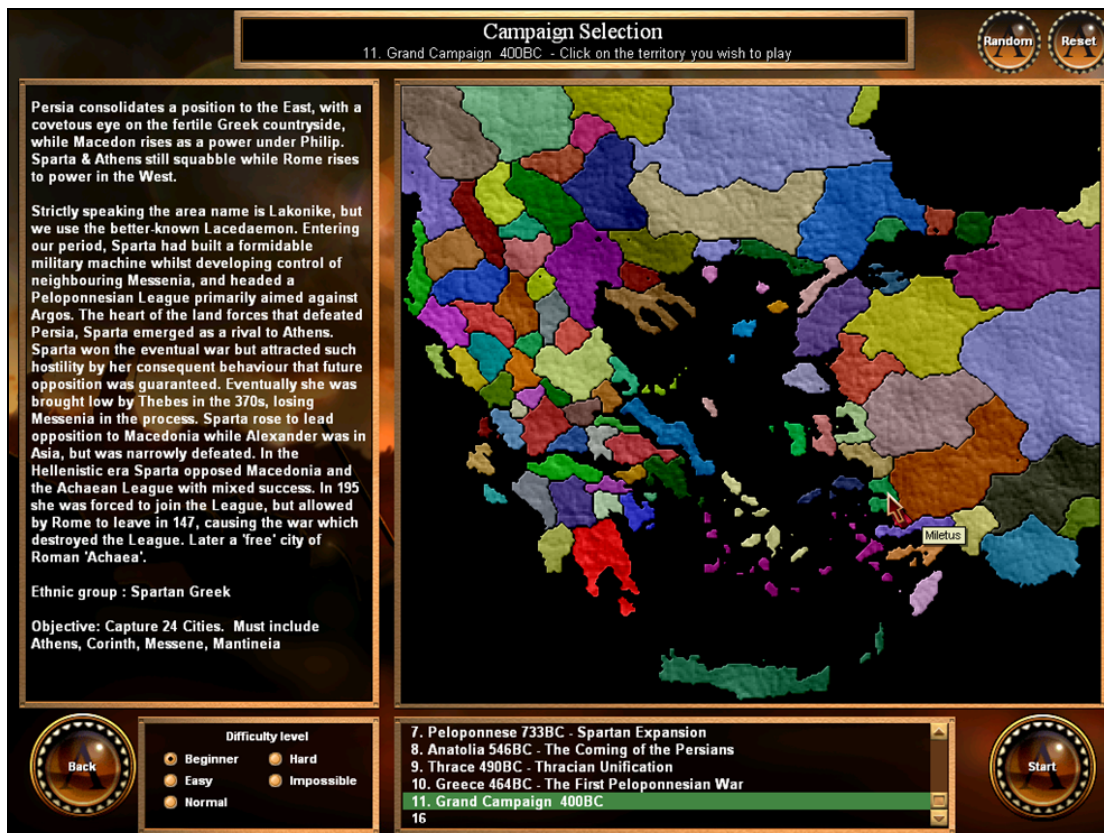 Campaign Selection
11. Grand Campaign 400BC - Click on the territory you wish to play
Random
Reset
Persia consolidates a position to the East, with a
covetous eye on the fertile Greek countryside,
while Macedon rises as a power under Philip.
Sparta & Athens still squabble while Rome rises
to power in the West.
Strictly speaking the area name is Lakonike, but
we use the better-known Lacedaemon. Entering
our period, Sparta had built a formidable
military machine whilst developing control of
neighbouring Messenia, and headed a
Peloponnesian League primarily aimed against
Argos. The heart of the land forces that defeated
Persia, Sparta emerged as a rival to Athens.
Sparta won the eventual war but attracted such
hostility by her consequent behaviour that future
opposition was guaranteed. Eventually she was
brought low by Thebes in the 370s, losing
Messenia in the process. Sparta rose to lead
opposition to Macedonia while Alexander was in
Asia, but was narrowly defeated. In the
Hellenistic era Sparta opposed Macedonia and
the Achaean League with mixed success. In 195
she was forced to join the League, but allowed
by Rome to leave in 147, causing the war which
destroyed the League. Later a 'free' city of
Roman 'Achaea'.
Ethnic group : Spartan Greek
Objective: Capture 24 Cities. Must include
Athens, Corinth, Messene, Mantineia
Miletus
Back
Difficulty level
Beginner
Hard
Easy
Impossible
Normal
7. Peloponnese 733BC - Spartan Expansion
8. Anatolia 546BC - The Coming of the Persians
9. Thrace 490BC - Thracian Unification
10. Greece 464BC - The First Peloponnesian War
11. Grand Campaign 400BC
16
Start